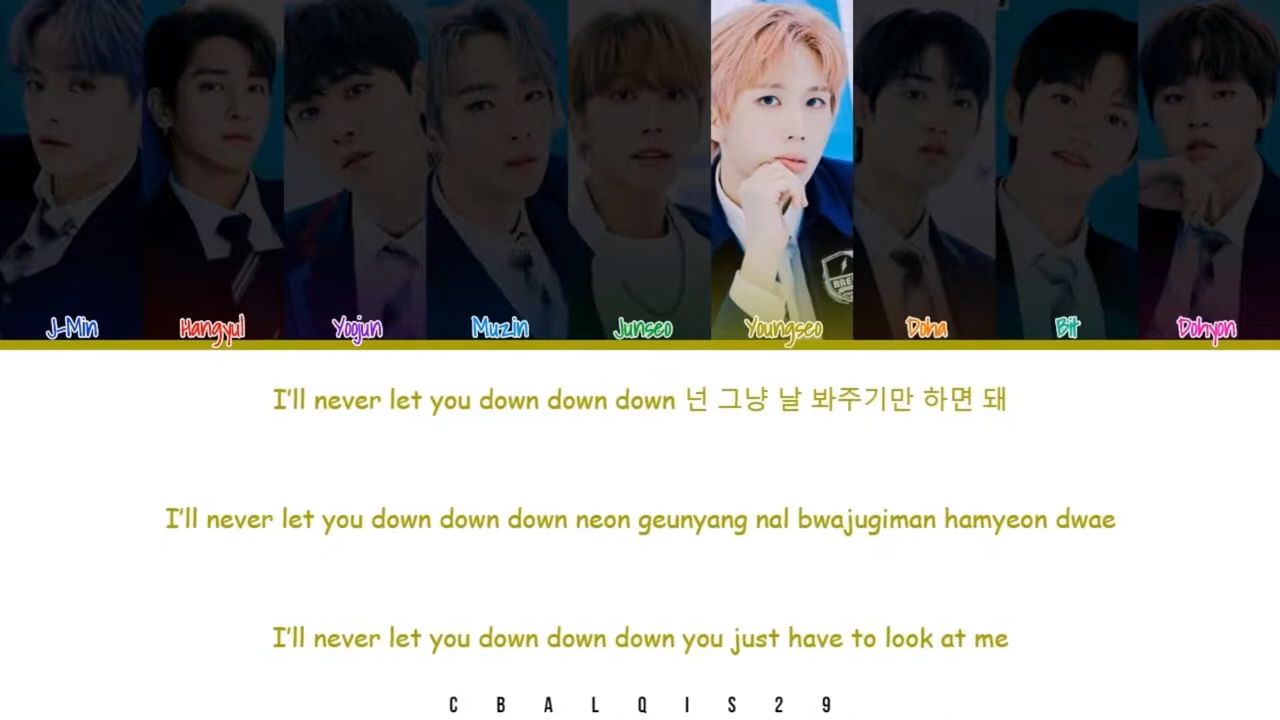 J-Min Hangyul Yoojun Muzin Junseo Youngseo Doha Bit Dohyon
I'll never let you down down down 넌 그냥 날 봐주기만 하면 돼
I'll never let you down down down neon geunyang nal bwajugiman hamyeon dwae
I'll never let you down down down you just have to look at me
C B A L Q I S 2 9